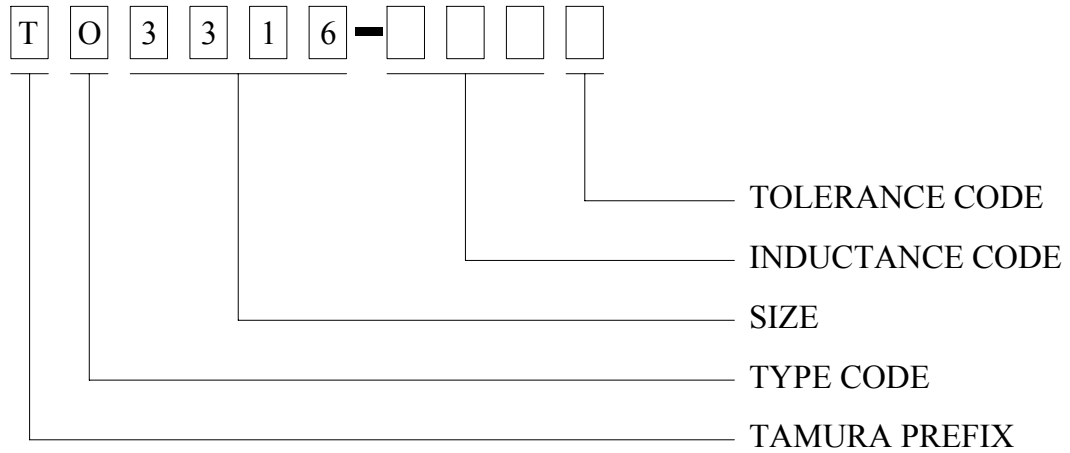 T O 3 3 1 6 -
TOLERANCE CODE
INDUCTANCE CODE
SIZE
TYPE CODE
TAMURA PREFIX